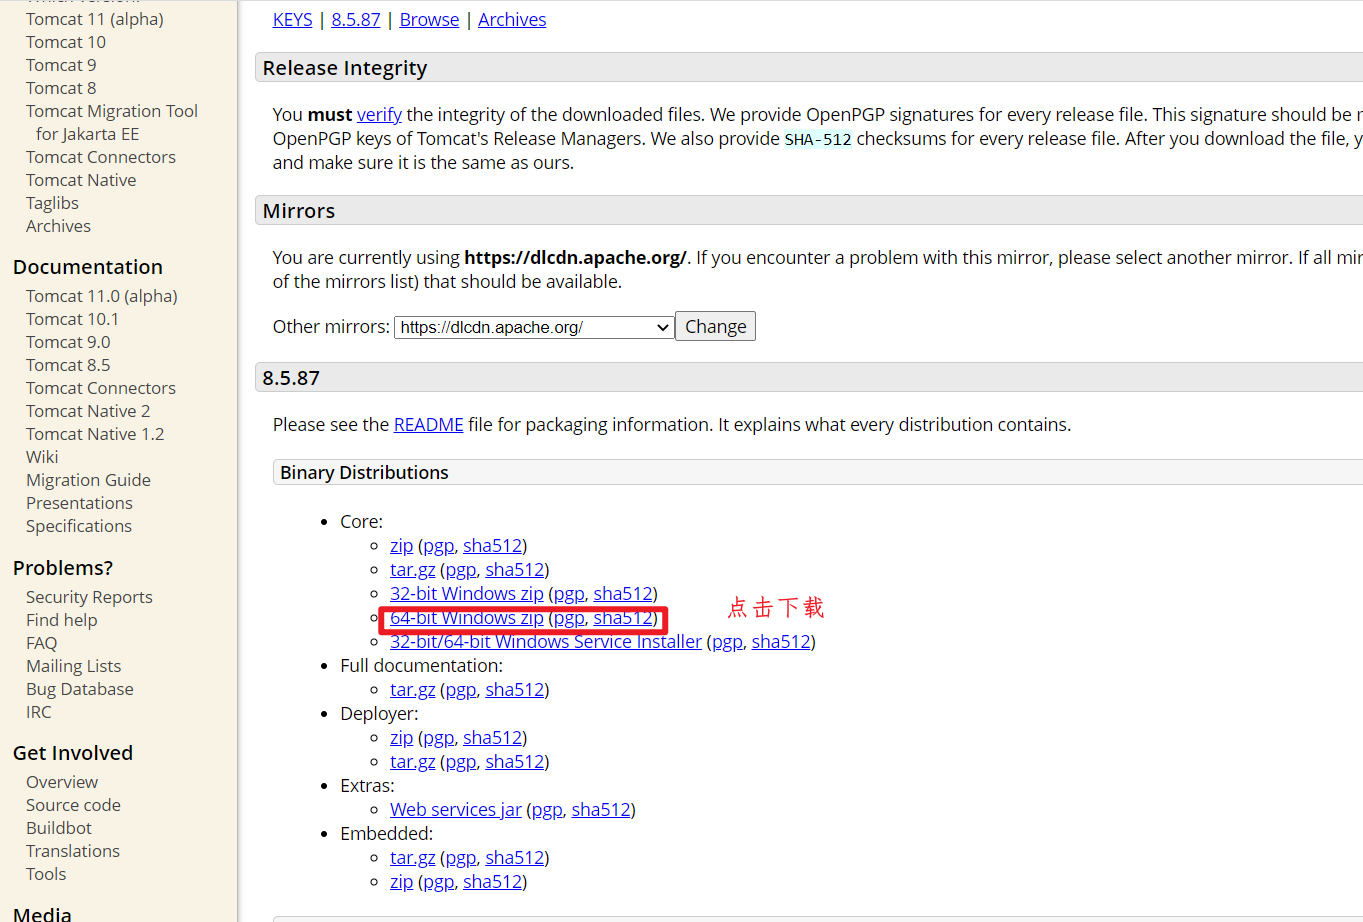 Tomcat 11 (alpha)
Tomcat 10
Tomcat 9
Tomcat 8
Tomcat Migration Tool
for Jakarta EE
Tomcat Connectors
Tomcat Native
Taglibs
Archives
Documentation
Tomcat 11.0 (alpha)
Tomcat 10.1
Tomcat 9.0
Tomcat 8.5
Tomcat Connectors
Tomcat Native 2
Tomcat Native 1.2
Wiki
Migration Guide
Presentations
Specifications
Problems?
Security Reports
Find help
FAQ
Mailing Lists
Bug Database
IRC
Get Involved
Overview
Source code
Buildbot
Translations
Tools
Media
KEYS | 8.5.87 | Browse | Archives
Release Integrity
You must verify the integrity of the downloaded files. We provide OpenPGP signatures for every release file. This signature should be
OpenPGP keys of Tomcat's Release Managers. We also provide SHA-512 checksums for every release file. After you download the file,
and make sure it is the same as ours.
Mirrors
You are currently using https://dlcdn.apache.org/. If you encounter a problem with this mirror, please select another mirror. If all
of the mirrors list) that should be available.
Other mirrors: https://dlcdn.apache.org/ Change
8.5.87
Please see the README file for packaging information. It explains what every distribution contains.
Binary Distributions
• Core:
zip (pgp, sha512)
tar.gz (pgp, sha512)
32-bit Windows zip (pgp, sha512)
64-bit Windows zip (pgp, sha512) 点击下载
32-bit/64-bit Windows Service Installer (pgp, sha512)
• Full documentation:
tar.gz (pgp, sha512)
• Deployer:
zip (pgp, sha512)
tar.gz (pgp, sha512)
• Extras:
Web services jar (pgp, sha512)
• Embedded:
tar.gz (pgp, sha512)
zip (pgp, sha512)